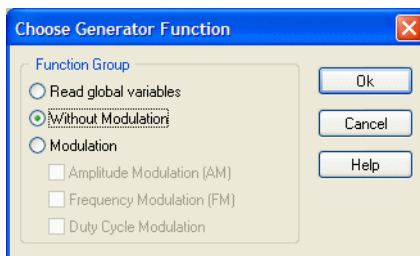 Choose Generator Function
Function Group
Read global variables
Without Modulation
Modulation
Amplitude Modulation (AM)
Frequency Modulation (FM)
Duty Cycle Modulation
Ok
Cancel
Help